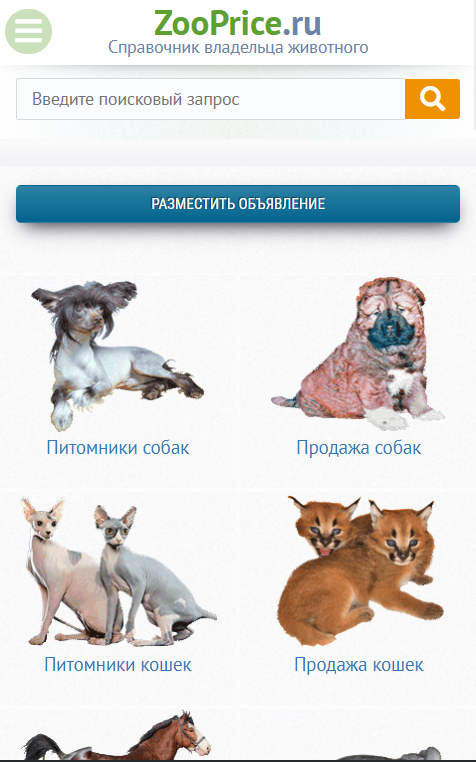 ZooPrice.ru
Справочник владельца животного
Введите поисковый запрос
РАЗМЕСТИТЬ ОБЪЯВЛЕНИЕ
Питомники собак
Продажа собак
Питомники кошек
Продажа кошек